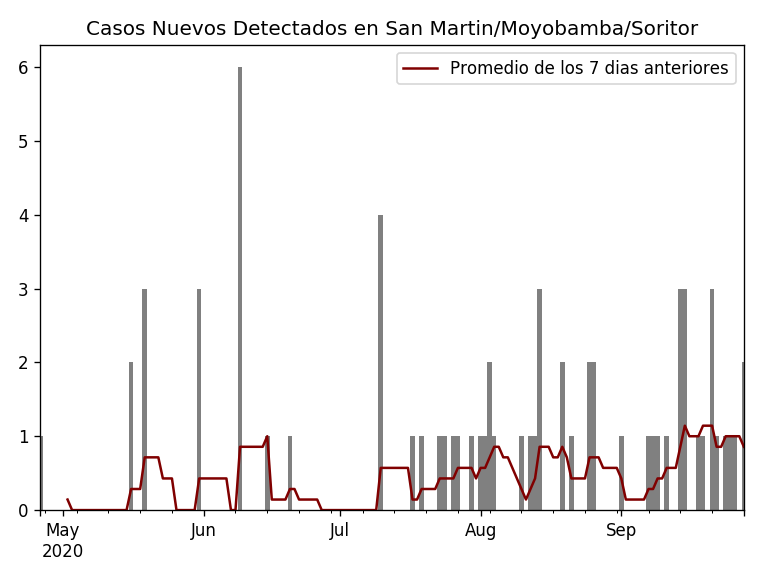 Casos Nuevos Detectados en San Martin/Moyobamba/Soritor
Promedio de los 7 dias anteriores
6
5
4
3
2
1
0
May Jun Jul Aug Sep
2020